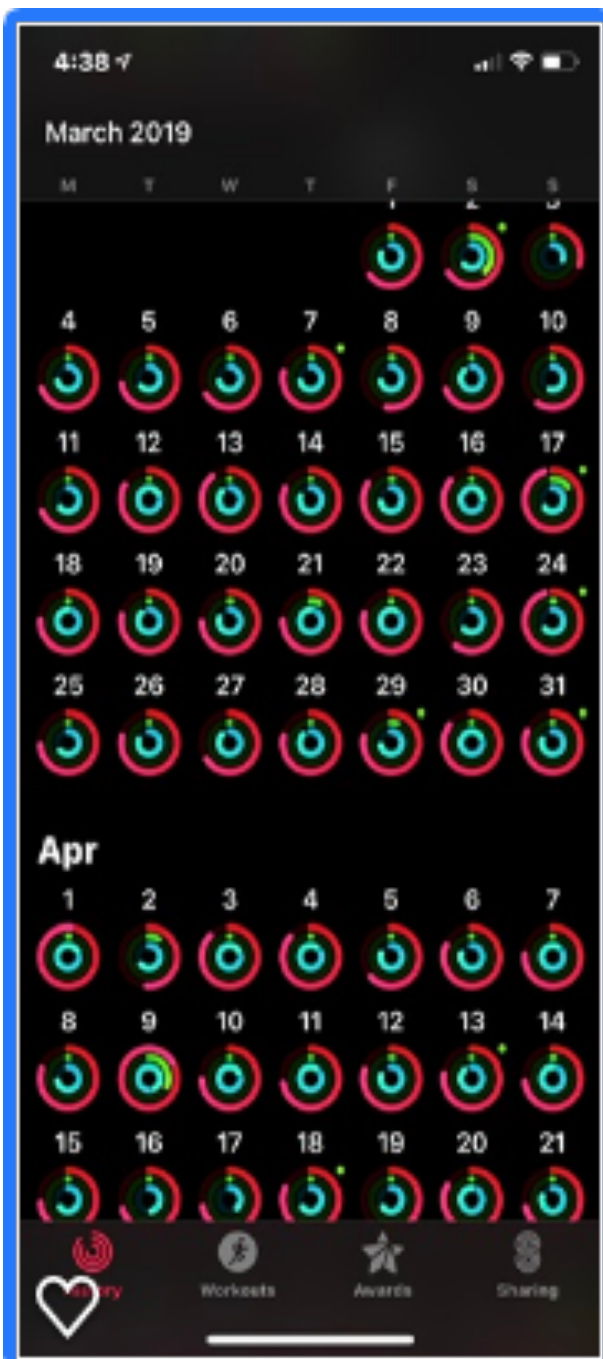 4:38
March 2019
M T W T F S S
1 2 3
4 5 6 7 8 9 10
11 12 13 14 15 16 17
18 19 20 21 22 23 24
25 26 27 28 29 30 31
Apr
1 2 3 4 5 6 7
8 9 10 11 12 13 14
15 16 17 18 19 20 21
Workouts Awards Sharing